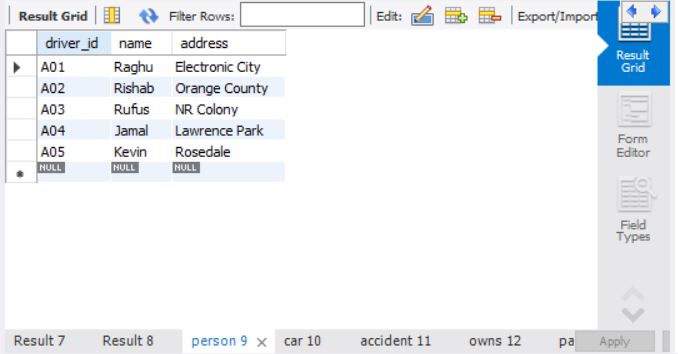 Result Grid Filter Rows: Edit: Export/Import
driver_id name address
A01 Raghu Electronic City
A02 Rishab Orange County
A03 Rufus NR Colony
A04 Jamal Lawrence Park
A05 Kevin Rosedale
NULL NULL NULL
Result
Grid
Form
Editor
Field
Types
Result 7 Result 8 person 9 car 10 accident 11 owns 12 pa Apply